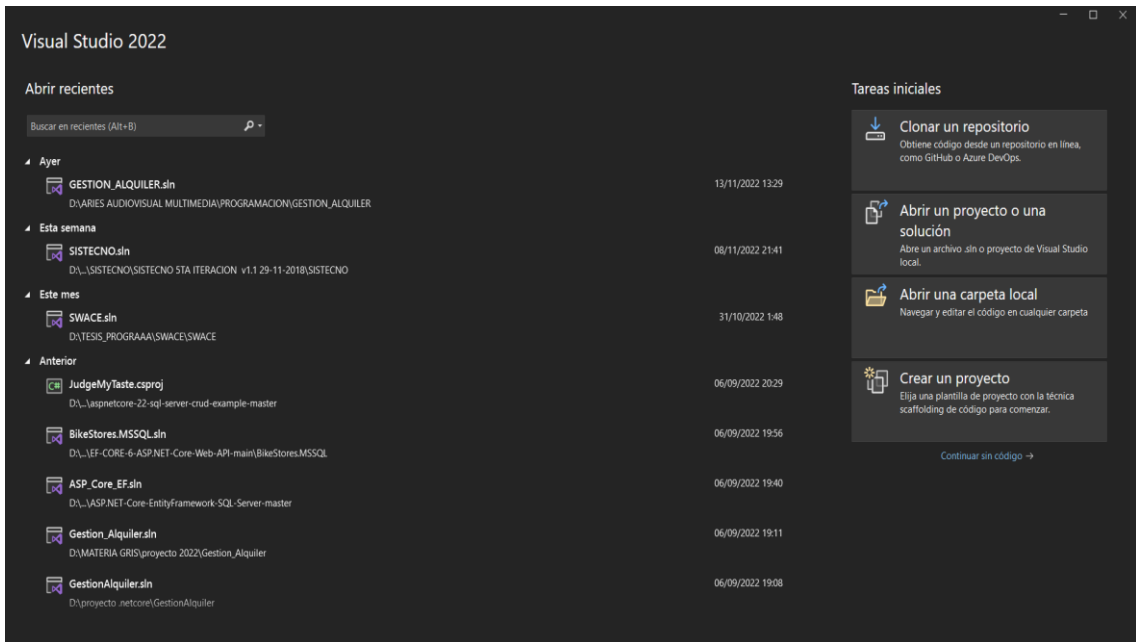 Visual Studio 2022
Abrir recientes
Buscar en recientes (Alt+B)
Ayer
GESTION_ALQUILER.sln
13/11/2022 13:29
D:\ARIES AUDIOVISUAL MULTIMEDIA\PROGRAMACION\GESTION_ALQUILER
Esta semana
SISTECNO.sln
08/11/2022 21:41
D:\...\SISTECNO\SISTECNO 5TA ITERACION v1.1 29-11-2018\SISTECNO
Este mes
SWACE.sln
31/10/2022 1:48
D:\TESIS_PROGRAAA\SWACE\SWACE
Anterior
C# JudgeMyTaste.csproj
06/09/2022 20:29
D:\...\aspnetcore-22-sql-server-crud-example-master
BikeStores.MSSQL.sln
06/09/2022 19:56
D:\...\EF-CORE-6-ASP.NET-Core-Web-API-main\BikeStores.MSSQL
ASP_Core_EF.sln
06/09/2022 19:40
D:\...\ASP.NET-Core-EntityFramework-SQL-Server-master
Gestion_Alquiler.sln
06/09/2022 19:11
D:\MATERIA GRIS\proyecto 2022\Gestion_Alquiler
GestionAlquiler.sln
06/09/2022 19:08
D:\proyecto .netcore\GestionAlquiler
Tareas iniciales
Clonar un repositorio
Obtiene código desde un repositorio en línea,
como GitHub o Azure DevOps.
Abrir un proyecto o una
solución
Abre un archivo .sln o proyecto de Visual Studio
local.
Abrir una carpeta local
Navegar y editar el código en cualquier carpeta
Crear un proyecto
Elija una plantilla de proyecto con la técnica
scaffolding de código para comenzar.
Continuar sin código →